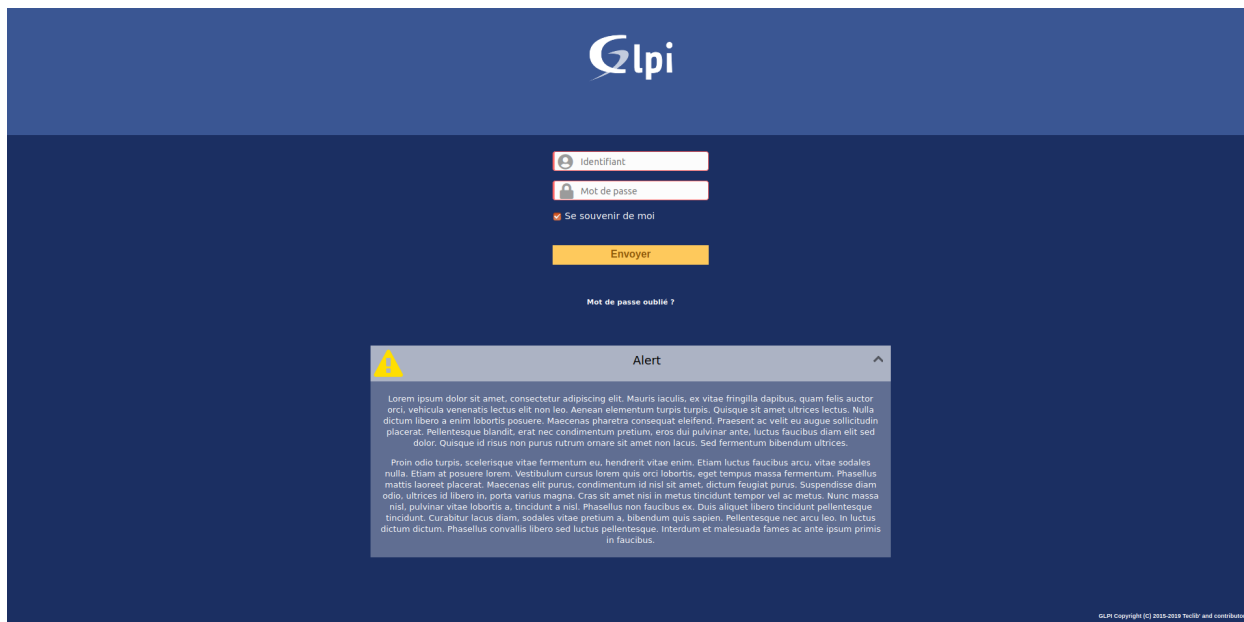 Glpi
Identifiant
Mot de passe
Se souvenir de moi
Envoyer
Mot de passe oublié ?
Alert
Lorem ipsum dolor sit amet, consectetur adipiscing elit. Mauris iaculis, ex vitae fringilla dapibus, quam felis auctor
orci, vehicula venenatis lectus elit non leo. Aenean elementum turpis turpis. Quisque sit amet ultrices lectus. Nulla
dictum libero a enim lobortis posuere. Maecenas pharetra consequat eleifend. Praesent ac velit eu augue sollicitudin
placerat. Pellentesque blandit, erat nec condimentum pretium, eros dui pulvinar ante, luctus faucibus diam elit sed
dolor. Quisque id risus non purus rutrum ornare sit amet non lacus. Sed fermentum bibendum ultrices.
Proin odio turpis, scelerisque vitae fermentum eu, hendrerit vitae enim. Etiam luctus faucibus arcu, vitae sodales
nulla. Etiam at posuere lorem. Vestibulum cursus lorem quis orci lobortis, eget tempus massa fermentum. Phasellus
mattis laoreet placerat. Maecenas elit purus, condimentum id nisl sit amet, dictum feugiat purus. Suspendisse diam
odio, ultrices id libero in, porta varius magna. Cras sit amet nisi in metus tincidunt tempor vel ac metus. Nunc massa
nisl, pulvinar vitae lobortis a, tincidunt a nisl. Phasellus non faucibus ex. Duis aliquet libero tincidunt pellentesque
tincidunt. Curabitur lacus diam, sodales vitae pretium a, bibendum quis sapien. Pellentesque nec arcu leo. In luctus
dictum dictum. Phasellus convallis libero sed luctus pellentesque. Interdum et malesuada fames ac ante ipsum primis
in faucibus.
GLPI Copyright (C) 2015-2019 Teclib' and contributor